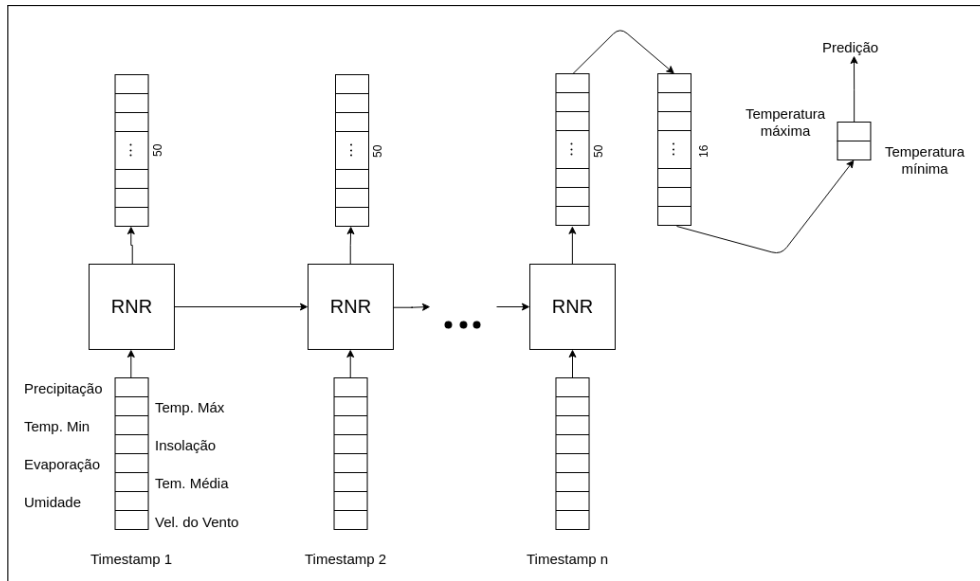 Predição
Temperatura
máxima
Temperatura
mínima
...
50
...
50
...
50
...
16
RNR
RNR
...
RNR
Precipitação
Temp. Máx
Temp. Min
Insolação
Evaporação
Tem. Média
Umidade
Vel. do Vento
Timestamp 1
Timestamp 2
Timestamp n